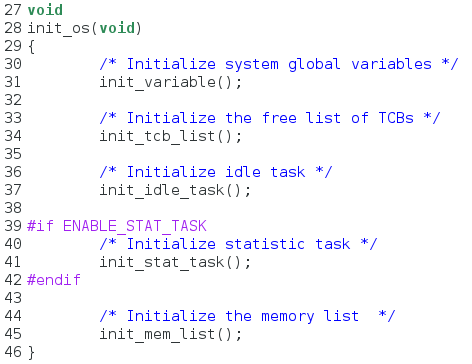 27 void
28 init_os(void)
29 {
30         /* Initialize system global variables */
31         init_variable();
32
33         /* Initialize the free list of TCBs */
34         init_tcb_list();
35
36         /* Initialize idle task */
37         init_idle_task();
38
39 #if ENABLE_STAT_TASK
40         /* Initialize statistic task */
41         init_stat_task();
42 #endif
43
44         /* Initialize the memory list  */
45         init_mem_list();
46 }